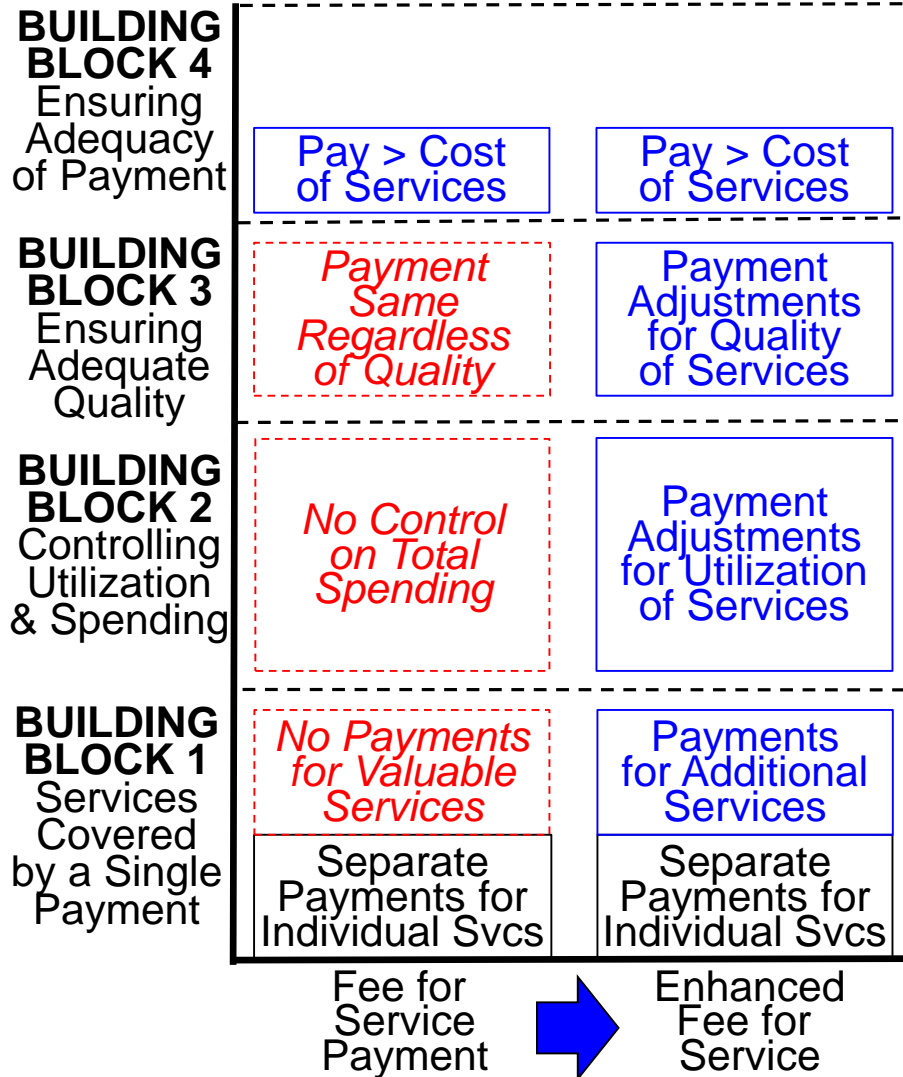 BUILDING
BLOCK 4
Ensuring
Adequacy
of Payment
Pay > Cost
of Services
Pay > Cost
of Services
BUILDING
BLOCK 3
Ensuring
Adequate
Quality
Payment
Same
Regardless
of Quality
Payment
Adjustments
for Quality
of Services
BUILDING
BLOCK 2
Controlling
Utilization
& Spending
No Control
on Total
Spending
Payment
Adjustments
for Utilization
of Services
BUILDING
BLOCK 1
Services
Covered
by a Single
Payment
No Payments
for Valuable
Services
Separate
Payments for
Individual Svcs
Payments
for Additional
Services
Separate
Payments for
Individual Svcs
Fee for
Service
Payment
Enhanced
Fee for
Service